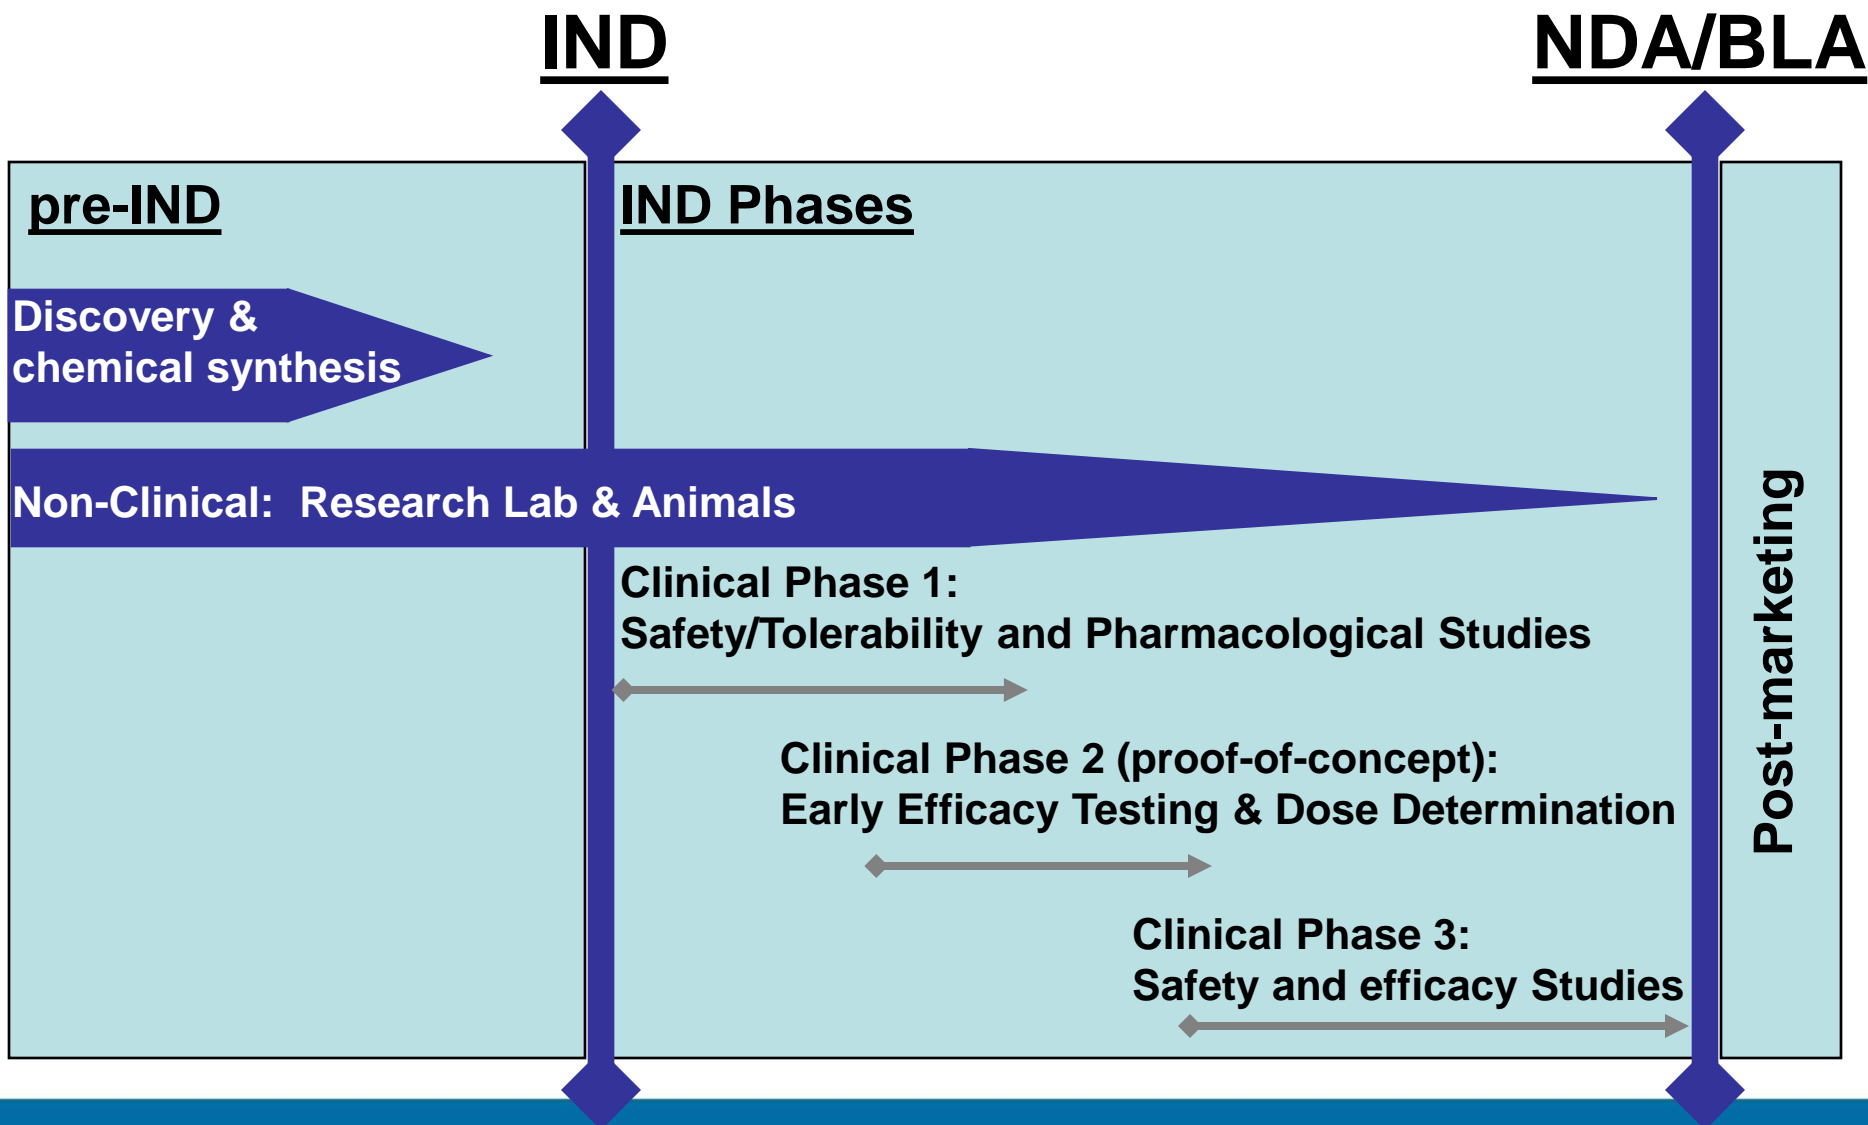 IND
NDA/BLA
pre-IND
IND Phases
Discovery &
chemical synthesis
Non-Clinical:  Research Lab & Animals
Clinical Phase 1:
Safety/Tolerability and Pharmacological Studies
Clinical Phase 2 (proof-of-concept):
Early Efficacy Testing & Dose Determination
Clinical Phase 3:
Safety and efficacy Studies
Post-marketing